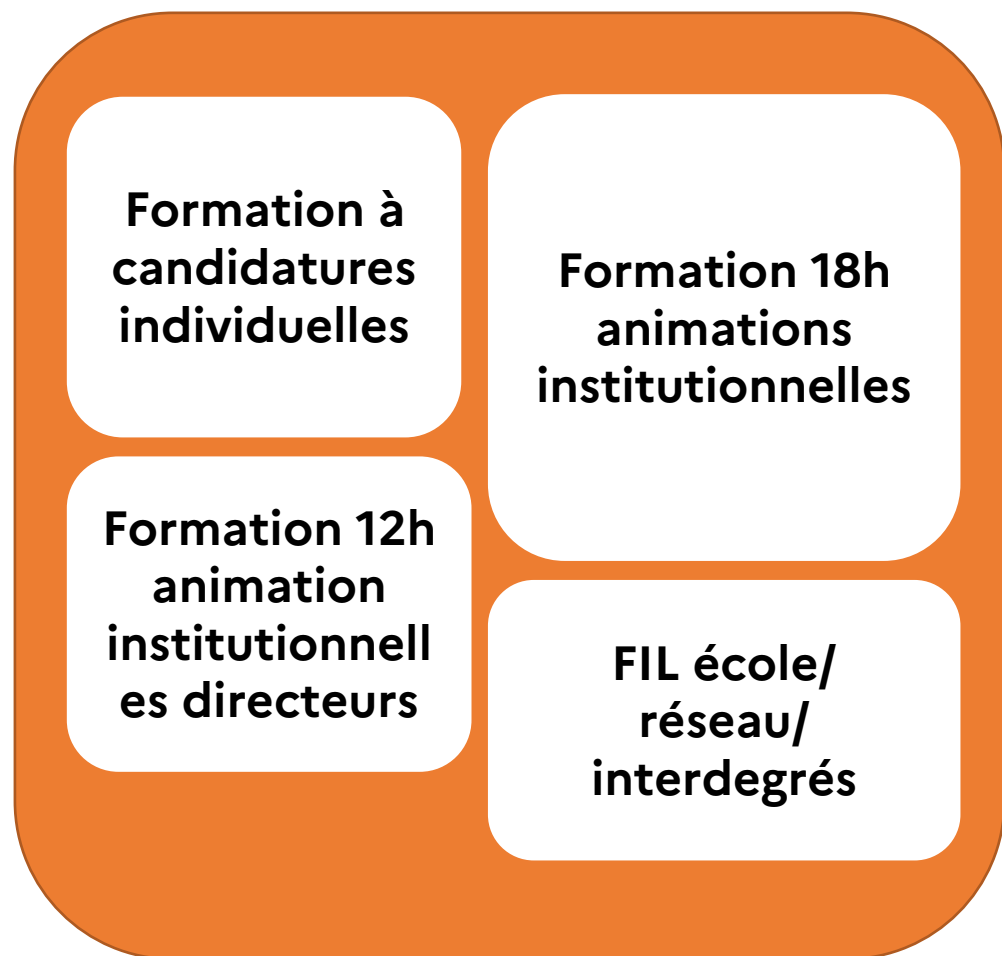 Formation à
candidatures
individuelles
Formation 18h
animations
institutionnelles
Formation 12h
animation
institutionnell
es directeurs
FIL école/
réseau/
interdegrés